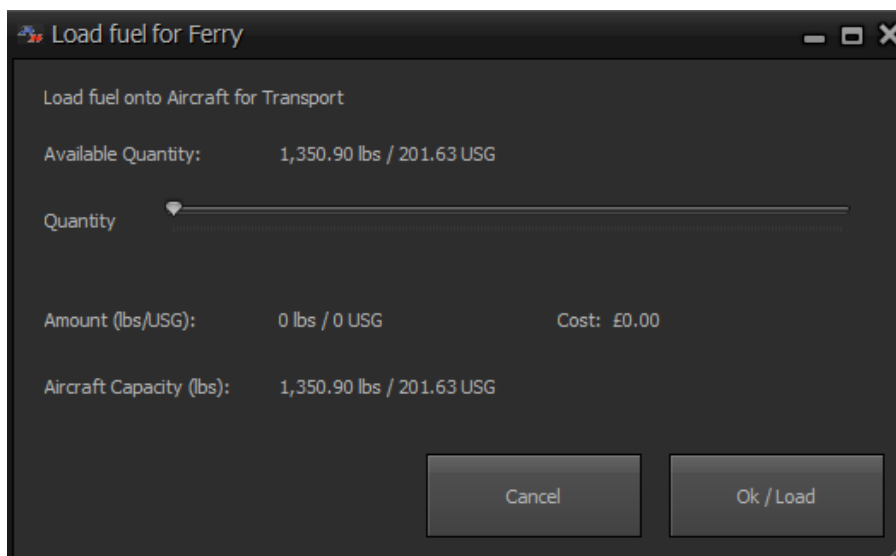 Load fuel for Ferry
Load fuel onto Aircraft for Transport
Available Quantity: 1,350.90 lbs / 201.63 USG
Quantity
Amount (lbs/USG): 0 lbs / 0 USG Cost: £0.00
Aircraft Capacity (lbs): 1,350.90 lbs / 201.63 USG
Cancel Ok / Load